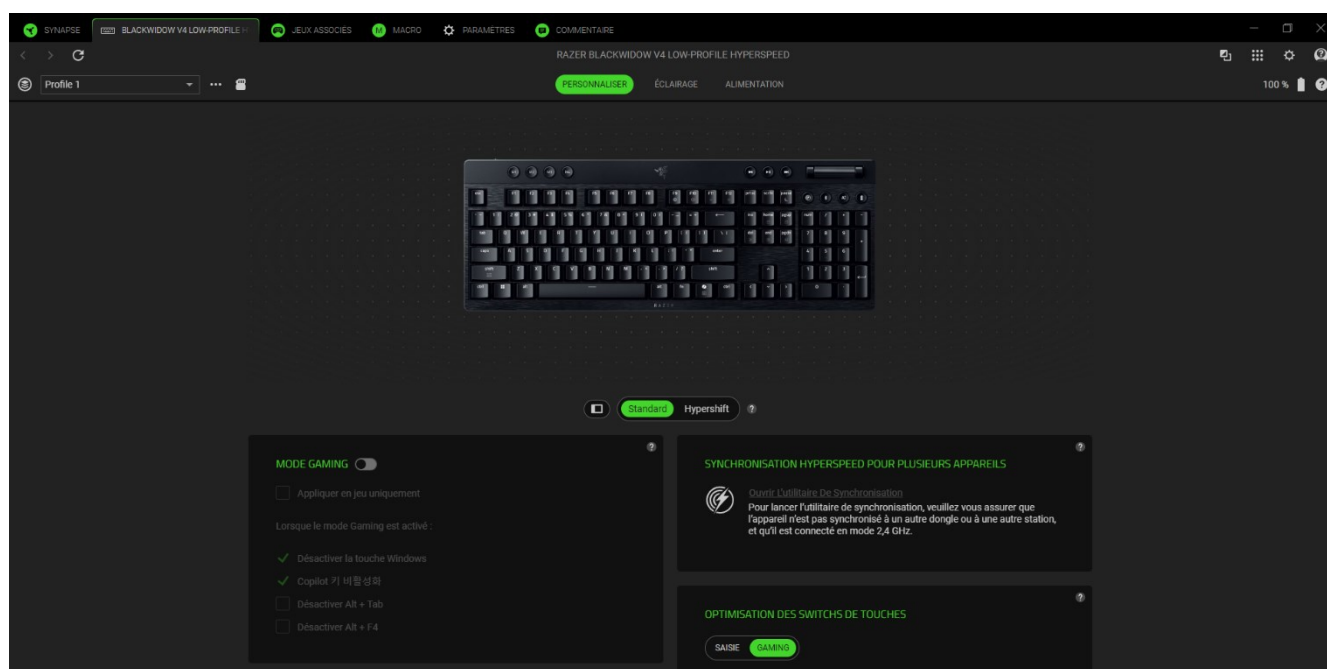 SYNAPSE
BLACKWIDOW V4 LOW-PROFILE H
JEUX ASSOCIÉS
MACRO
PARAMÈTRES
COMMENTAIRE
RAZER BLACKWIDOW V4 LOW-PROFILE HYPERSPEED
Profile 1
PERSONNALISER
ÉCLAIRAGE
ALIMENTATION
100 %
Standard
Hypershift
MODE GAMING
Appliquer en jeu uniquement
Lorsque le mode Gaming est activé :
Désactiver la touche Windows
Copilot 키 비활성화
Désactiver Alt + Tab
Désactiver Alt + F4
SYNCHRONISATION HYPERSPEED POUR PLUSIEURS APPAREILS
Ouvrir L'utilitaire De Synchronisation
Pour lancer l'utilitaire de synchronisation, veuillez vous assurer que
l'appareil n'est pas synchronisé à un autre dongle ou à une autre station,
et qu'il est connecté en mode 2,4 GHz.
OPTIMISATION DES SWITCHS DE TOUCHES
SAISIE
GAMING